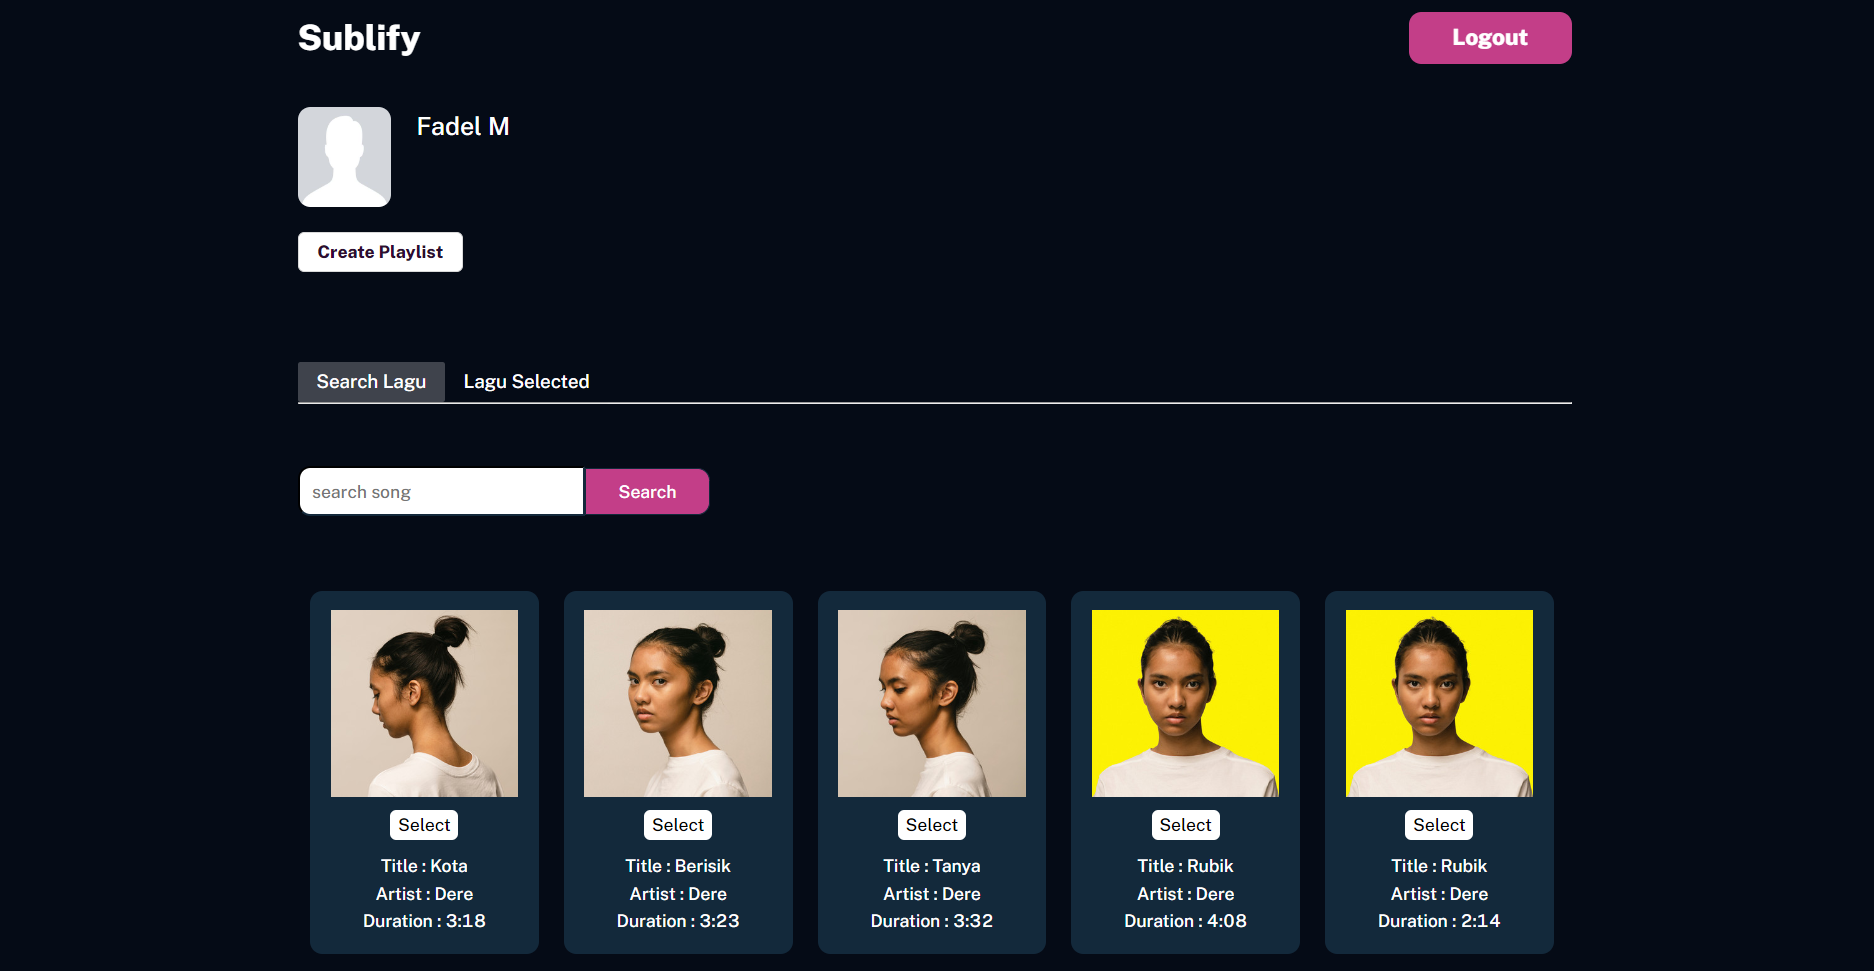 Sublify
Logout
Fadel M
Create Playlist
Search Lagu
Lagu Selected
search song
Search
Select
Title : Kota
Artist : Dere
Duration : 3:18
Select
Title : Berisik
Artist : Dere
Duration : 3:23
Select
Title : Tanya
Artist : Dere
Duration : 3:32
Select
Title : Rubik
Artist : Dere
Duration : 4:08
Select
Title : Rubik
Artist : Dere
Duration : 2:14